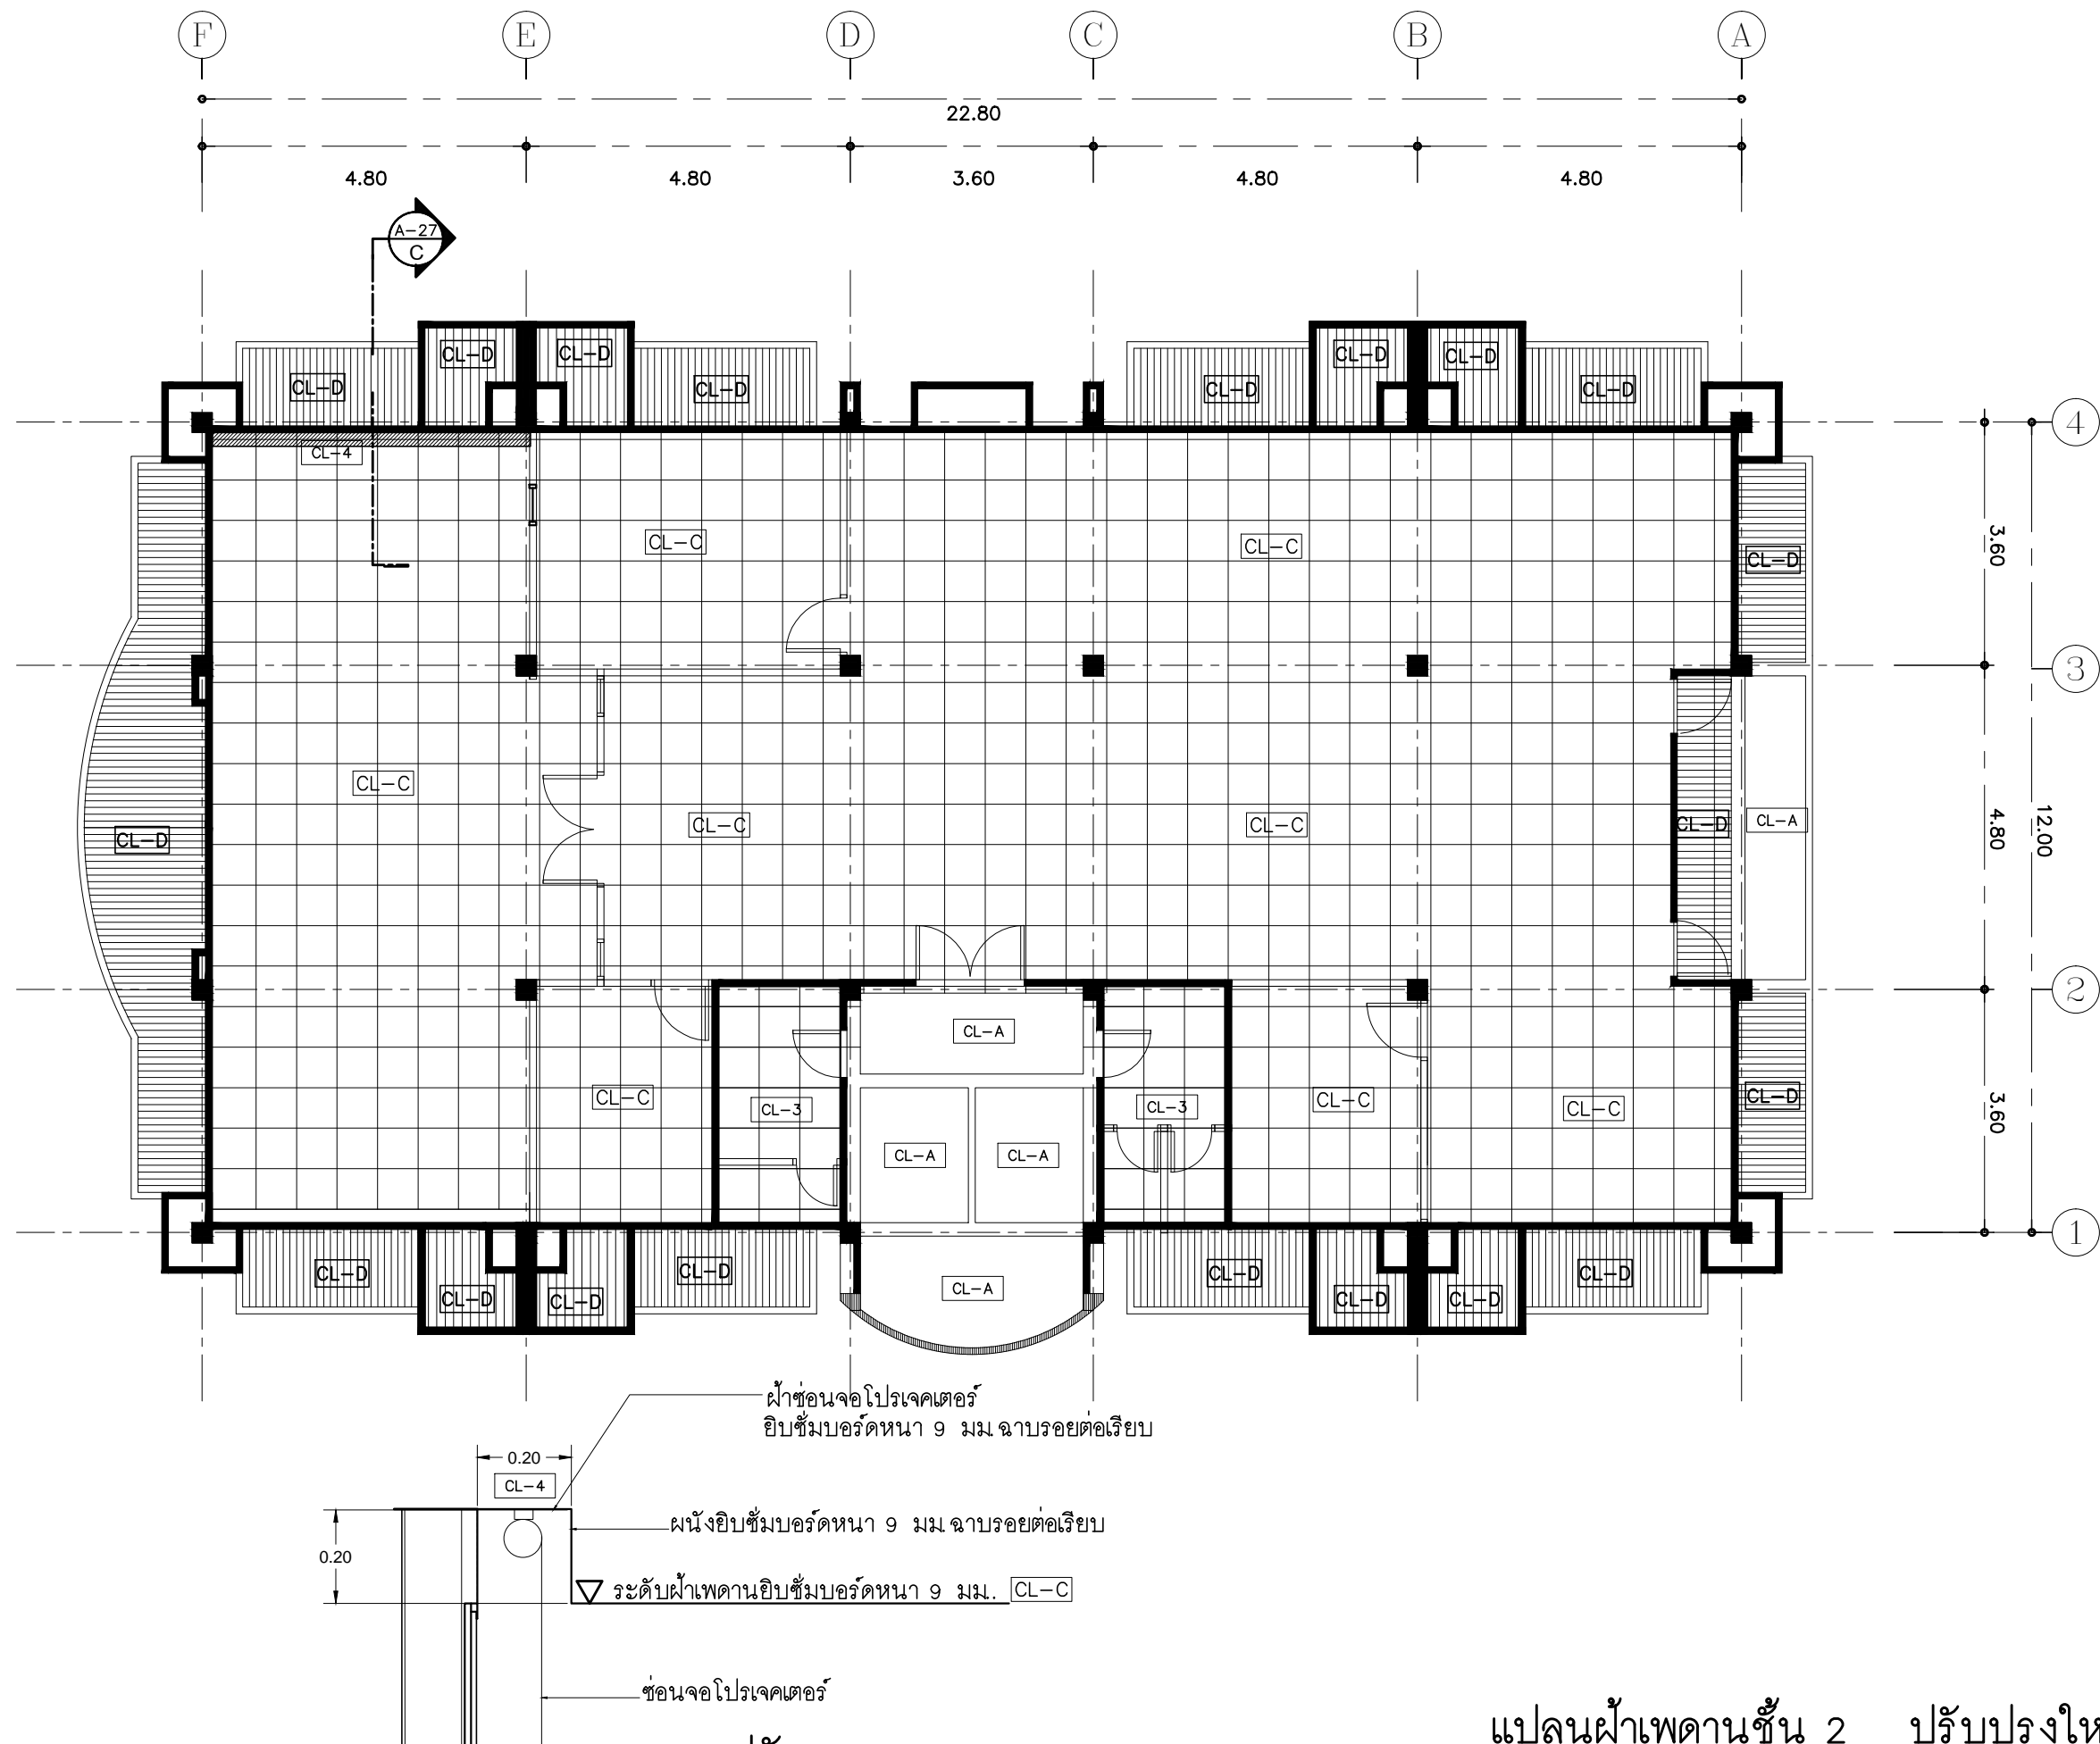 F E D C B A
22.80
4.80 4.80 3.60 4.80 4.80
A-27
C
CL-D CL-D CL-D CL-D CL-D CL-D CL-D CL-D
4
CL-4
CL-C CL-C
CL-D
3.60
3
CL-C CL-C CL-C
CL-D
CL-D CL-A
4.80
12.00
2
CL-A
CL-C CL-3 CL-3 CL-C CL-C
CL-D
3.60
CL-A CL-A
1
CL-D CL-D CL-D CL-D CL-A CL-D CL-D CL-D CL-D
ฝ้าซ่อนจอโปรเจคเตอร์
ยิบซั่มบอร์ดหนา 9 มม.ฉาบรอยต่อเรียบ
0.20
CL-4
ผนังยิบซั่มบอร์ดหนา 9 มม.ฉาบรอยต่อเรียบ
0.20
ระดับฝ้าเพดานยิบซั่มบอร์ดหนา 9 มม.. CL-C
ซ่อนจอโปรเจคเตอร์
แปลนฝ้าเพดานชั้น 2 ปรับปรุงให